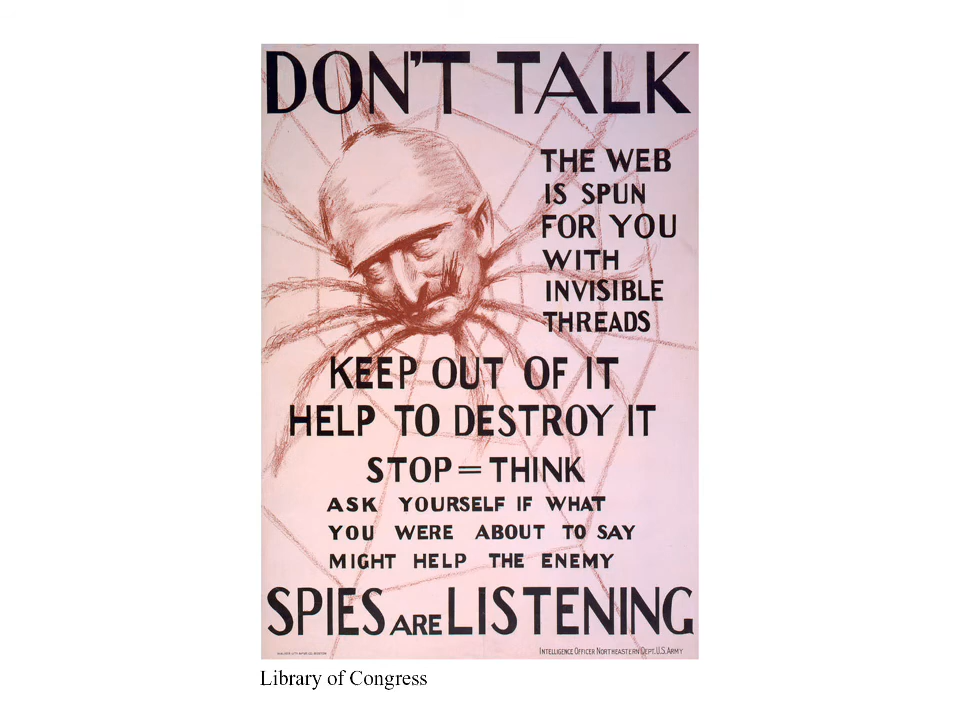 DON'T TALK
THE WEB
IS SPUN
FOR YOU
WITH
INVISIBLE
THREADS
KEEP OUT OF IT
HELP TO DESTROY IT
STOP = THINK
ASK YOURSELF IF WHAT
YOU WERE ABOUT TO SAY
MIGHT HELP THE ENEMY
SPIES ARE LISTENING
INTELLIGENCE OFFICER NORTHEASTERN DEPT. U.S. ARMY
Library of Congress